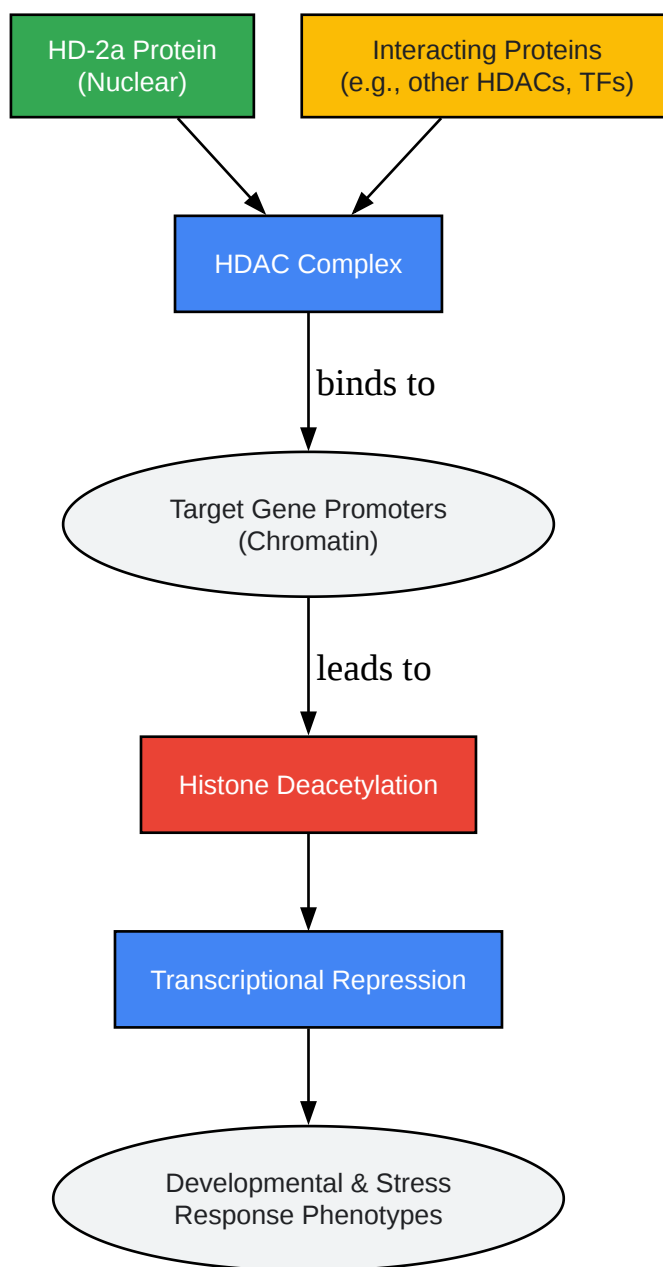 HD-2a Protein
(Nuclear)
Interacting Proteins
(e.g., other HDACs, TFs)
HDAC Complex
binds to
Target Gene Promoters
(Chromatin)
leads to
Histone Deacetylation
Transcriptional Repression
Developmental & Stress
Response Phenotypes